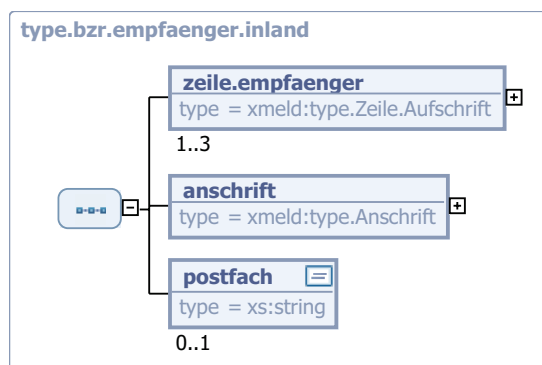 type.bzr.empfaenger.inland
zeile.empfaenger
type = xmeld:type.Zeile.Aufschrift
1..3
anschrift
type = xmeld:type.Anschrift
postfach
type = xs:string
0..1